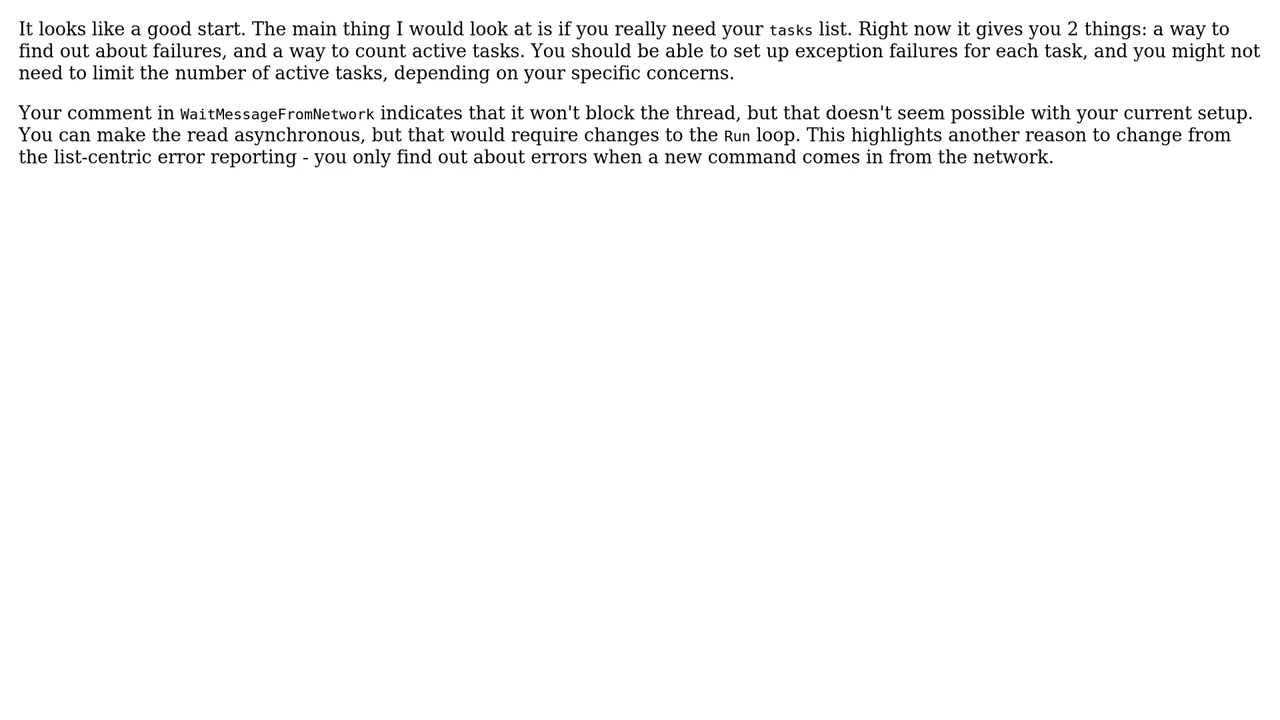 It looks like a good start. The main thing I would look at is if you really need your tasks list. Right now it gives you 2 things: a way to
find out about failures, and a way to count active tasks. You should be able to set up exception failures for each task, and you might not
need to limit the number of active tasks, depending on your specific concerns.
Your comment in WaitMessageFromNetwork indicates that it won't block the thread, but that doesn't seem possible with your current setup.
You can make the read asynchronous, but that would require changes to the Run loop. This highlights another reason to change from
the list-centric error reporting - you only find out about errors when a new command comes in from the network.